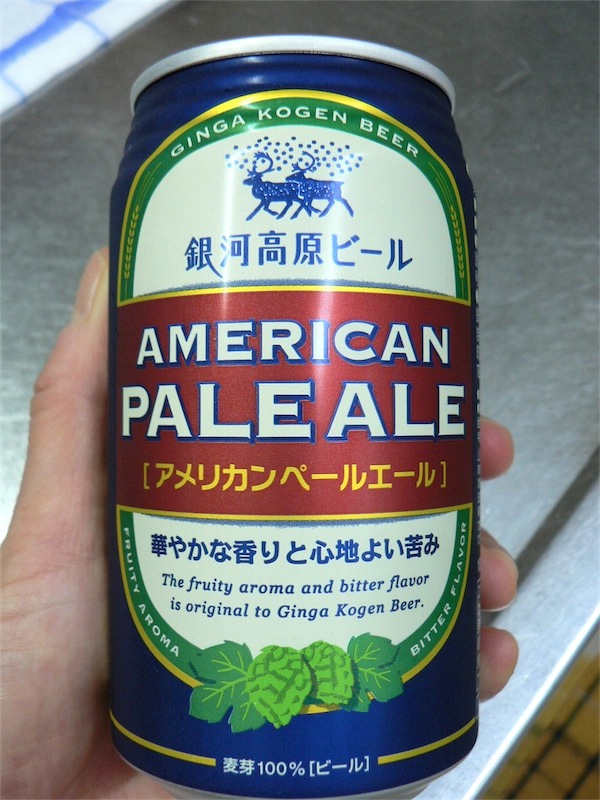 GINGA KOGEN BEER
銀河高原ビール
AMERICAN
PALE ALE
[アメリカンペールエール]
華やかな香りと心地よい苦み
The fruity aroma and bitter flavor
is original to Ginga Kogen Beer.
FRUITY AROMA
BITTER FLAVOR
麦芽100%[ビール]